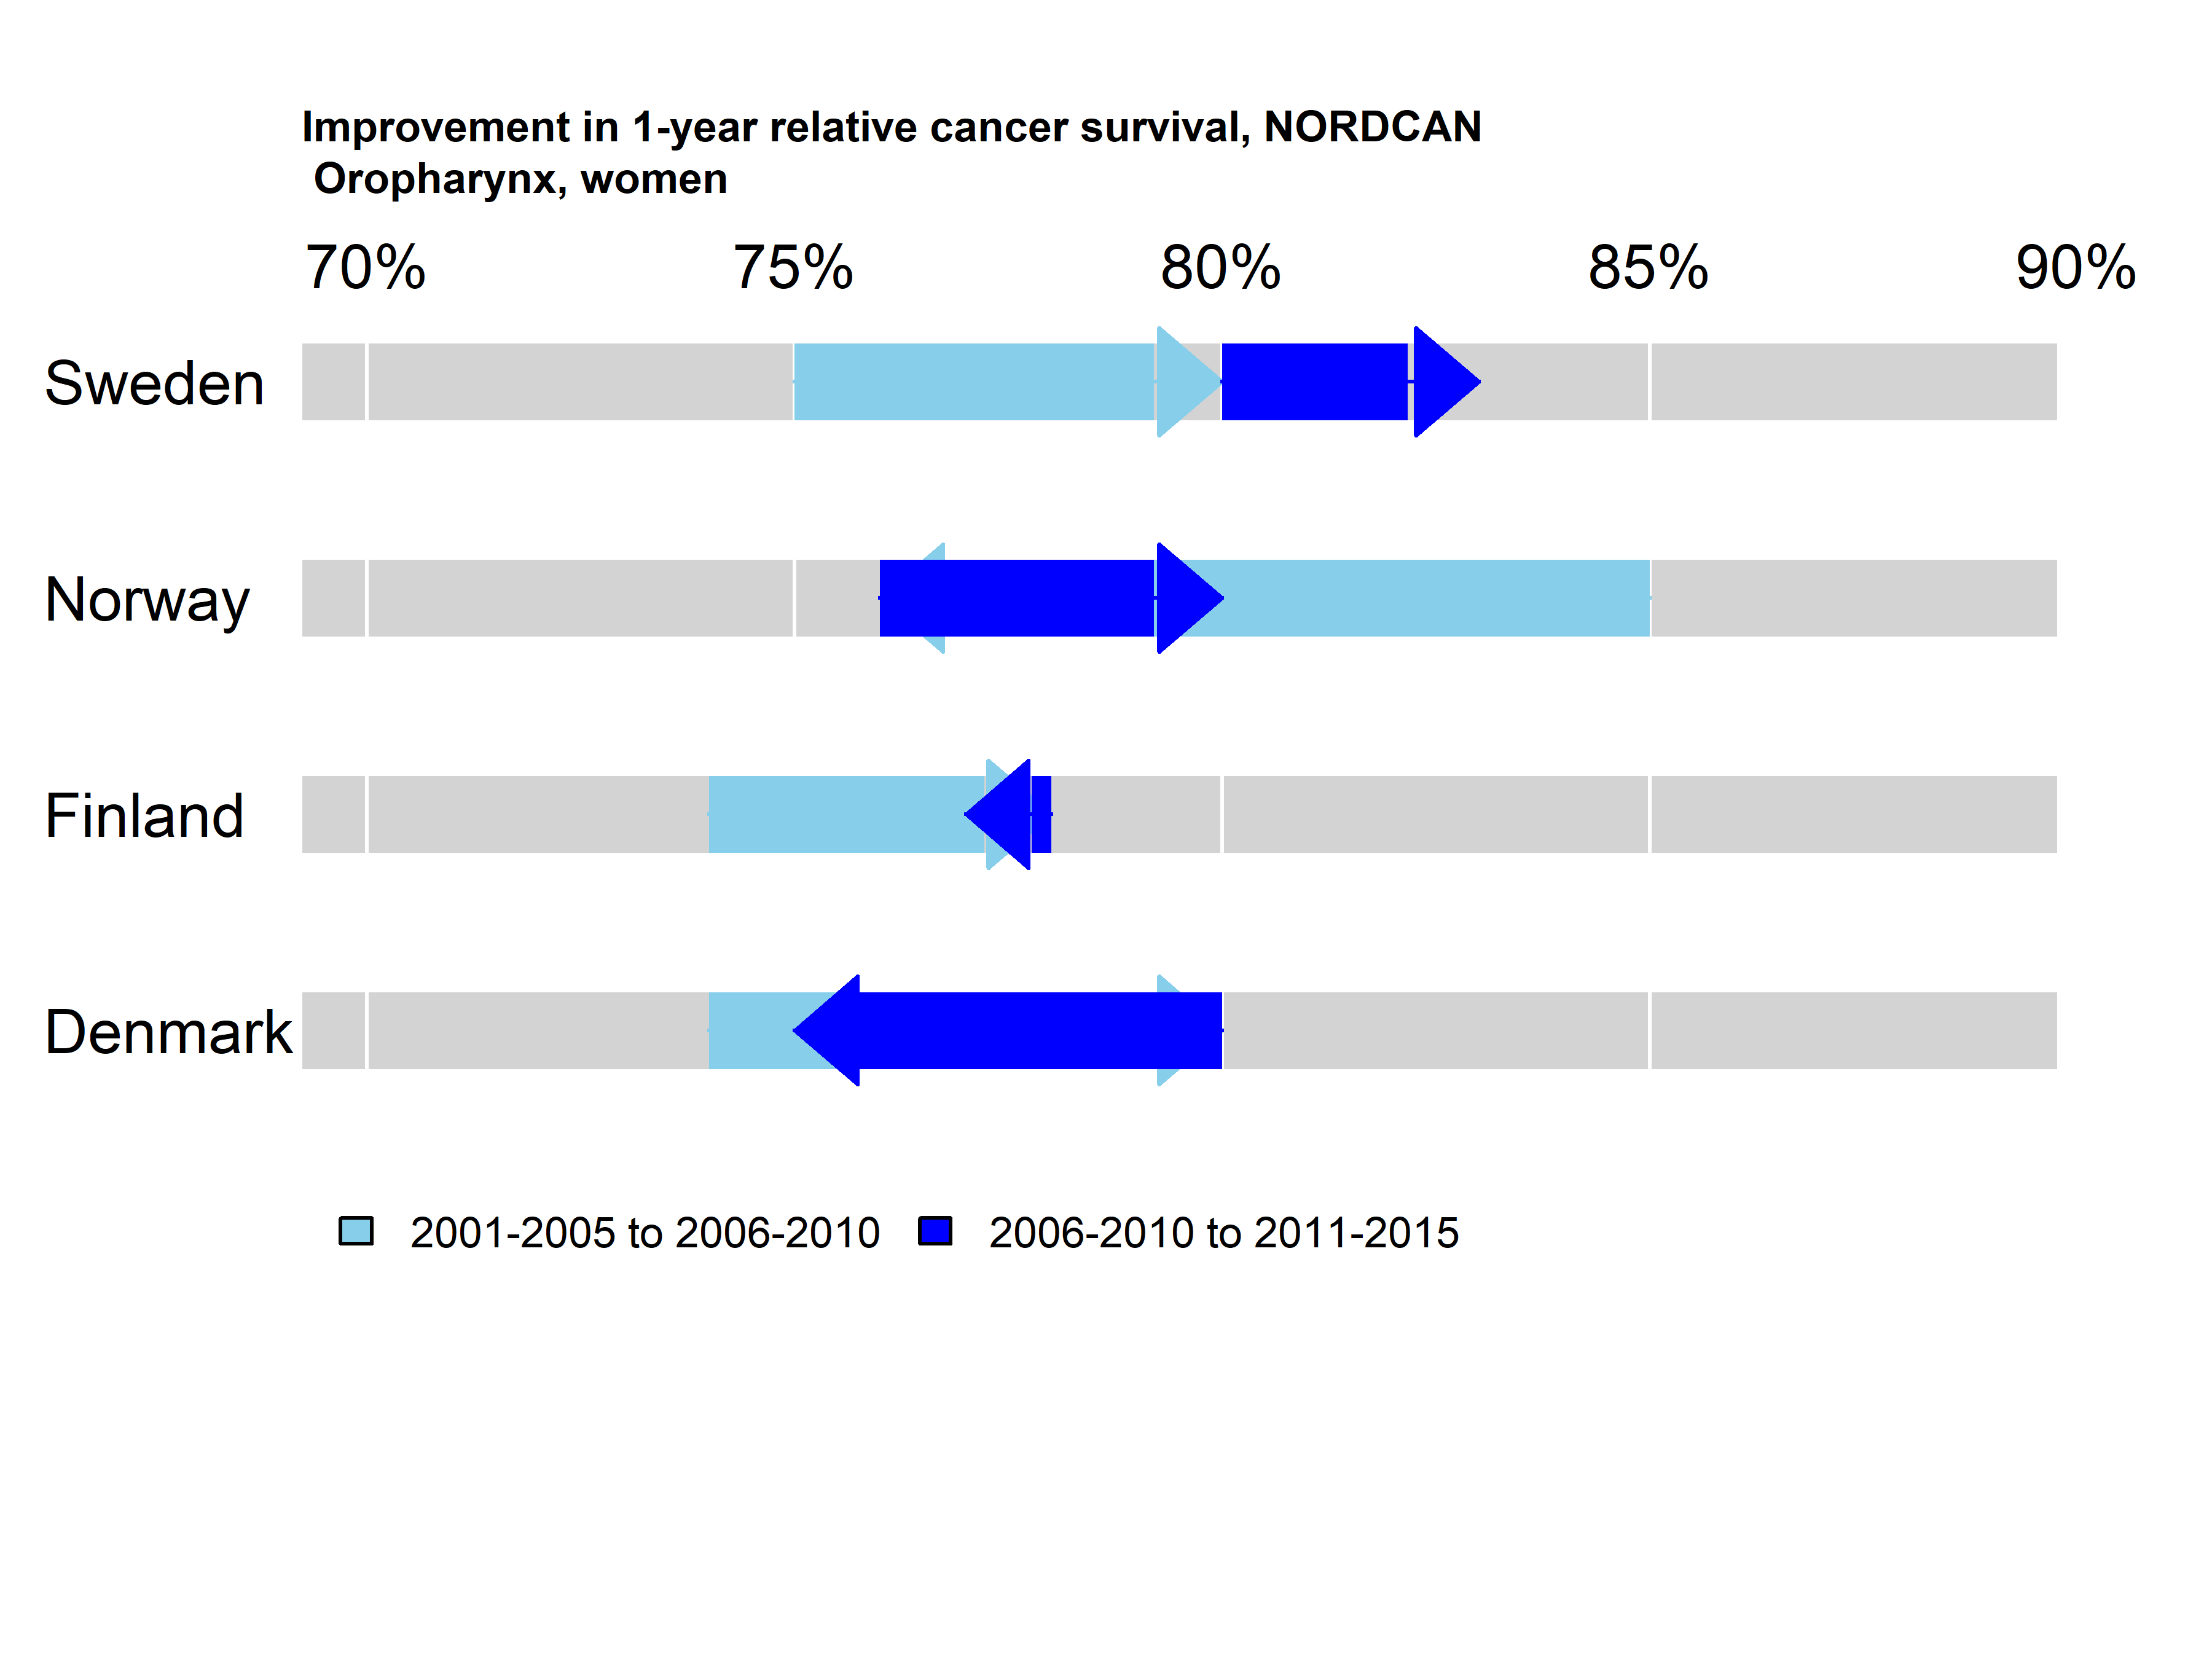 Improvement in 1-year relative cancer survival, NORDCAN
Oropharynx, women
70% 75% 80% 85% 90%
Sweden
Norway
Finland
Denmark
2001-2005 to 2006-2010 2006-2010 to 2011-2015